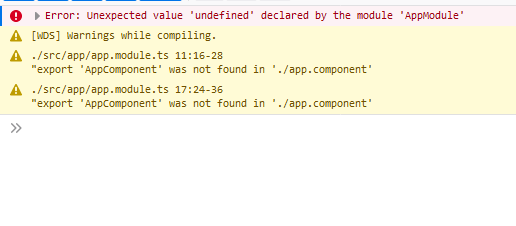 Error: Unexpected value 'undefined' declared by the module 'AppModule'
[WDS] Warnings while compiling.
./src/app/app.module.ts 11:16-28
"export 'AppComponent' was not found in './app.component'
./src/app/app.module.ts 17:24-36
"export 'AppComponent' was not found in './app.component'